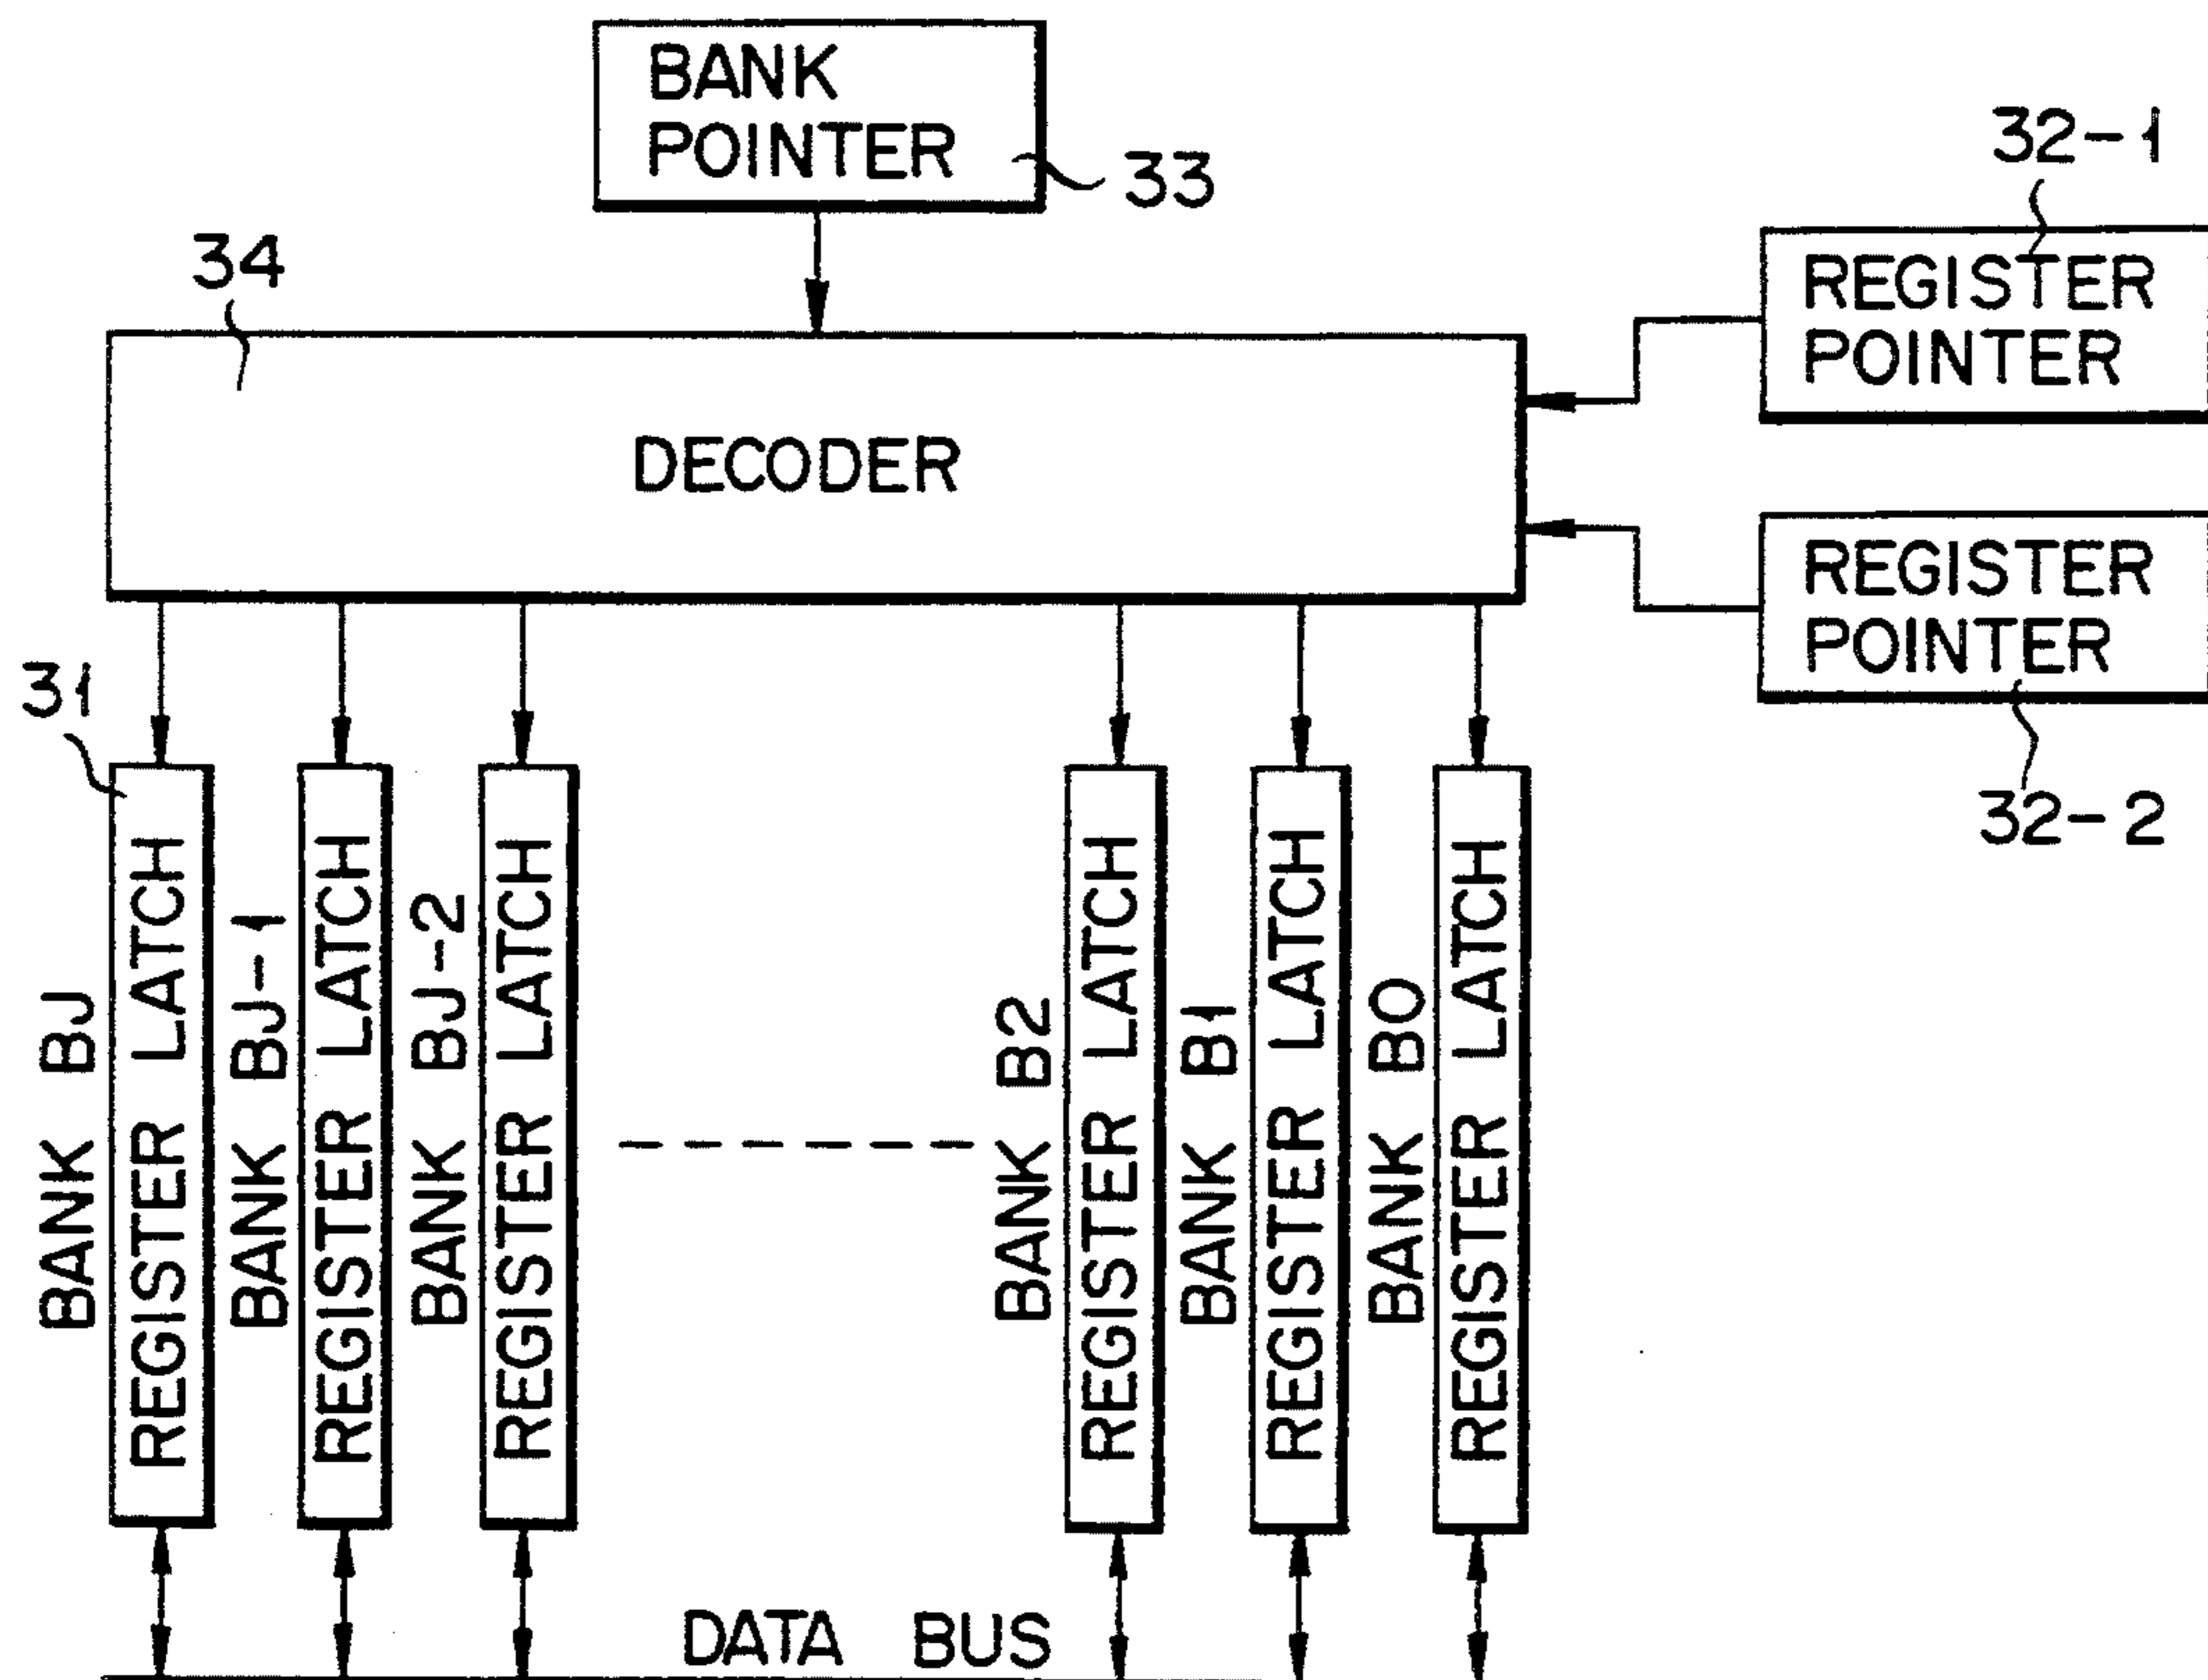 BANK
POINTER
33
32-1
REGISTER
POINTER
34
DECODER
REGISTER
POINTER
32-2
31
BANK BJ
REGISTER LATCH
BANK BJ-1
REGISTER LATCH
BANK BJ-2
REGISTER LATCH
BANK B2
REGISTER LATCH
BANK B1
REGISTER LATCH
BANK B0
REGISTER LATCH
DATA BUS